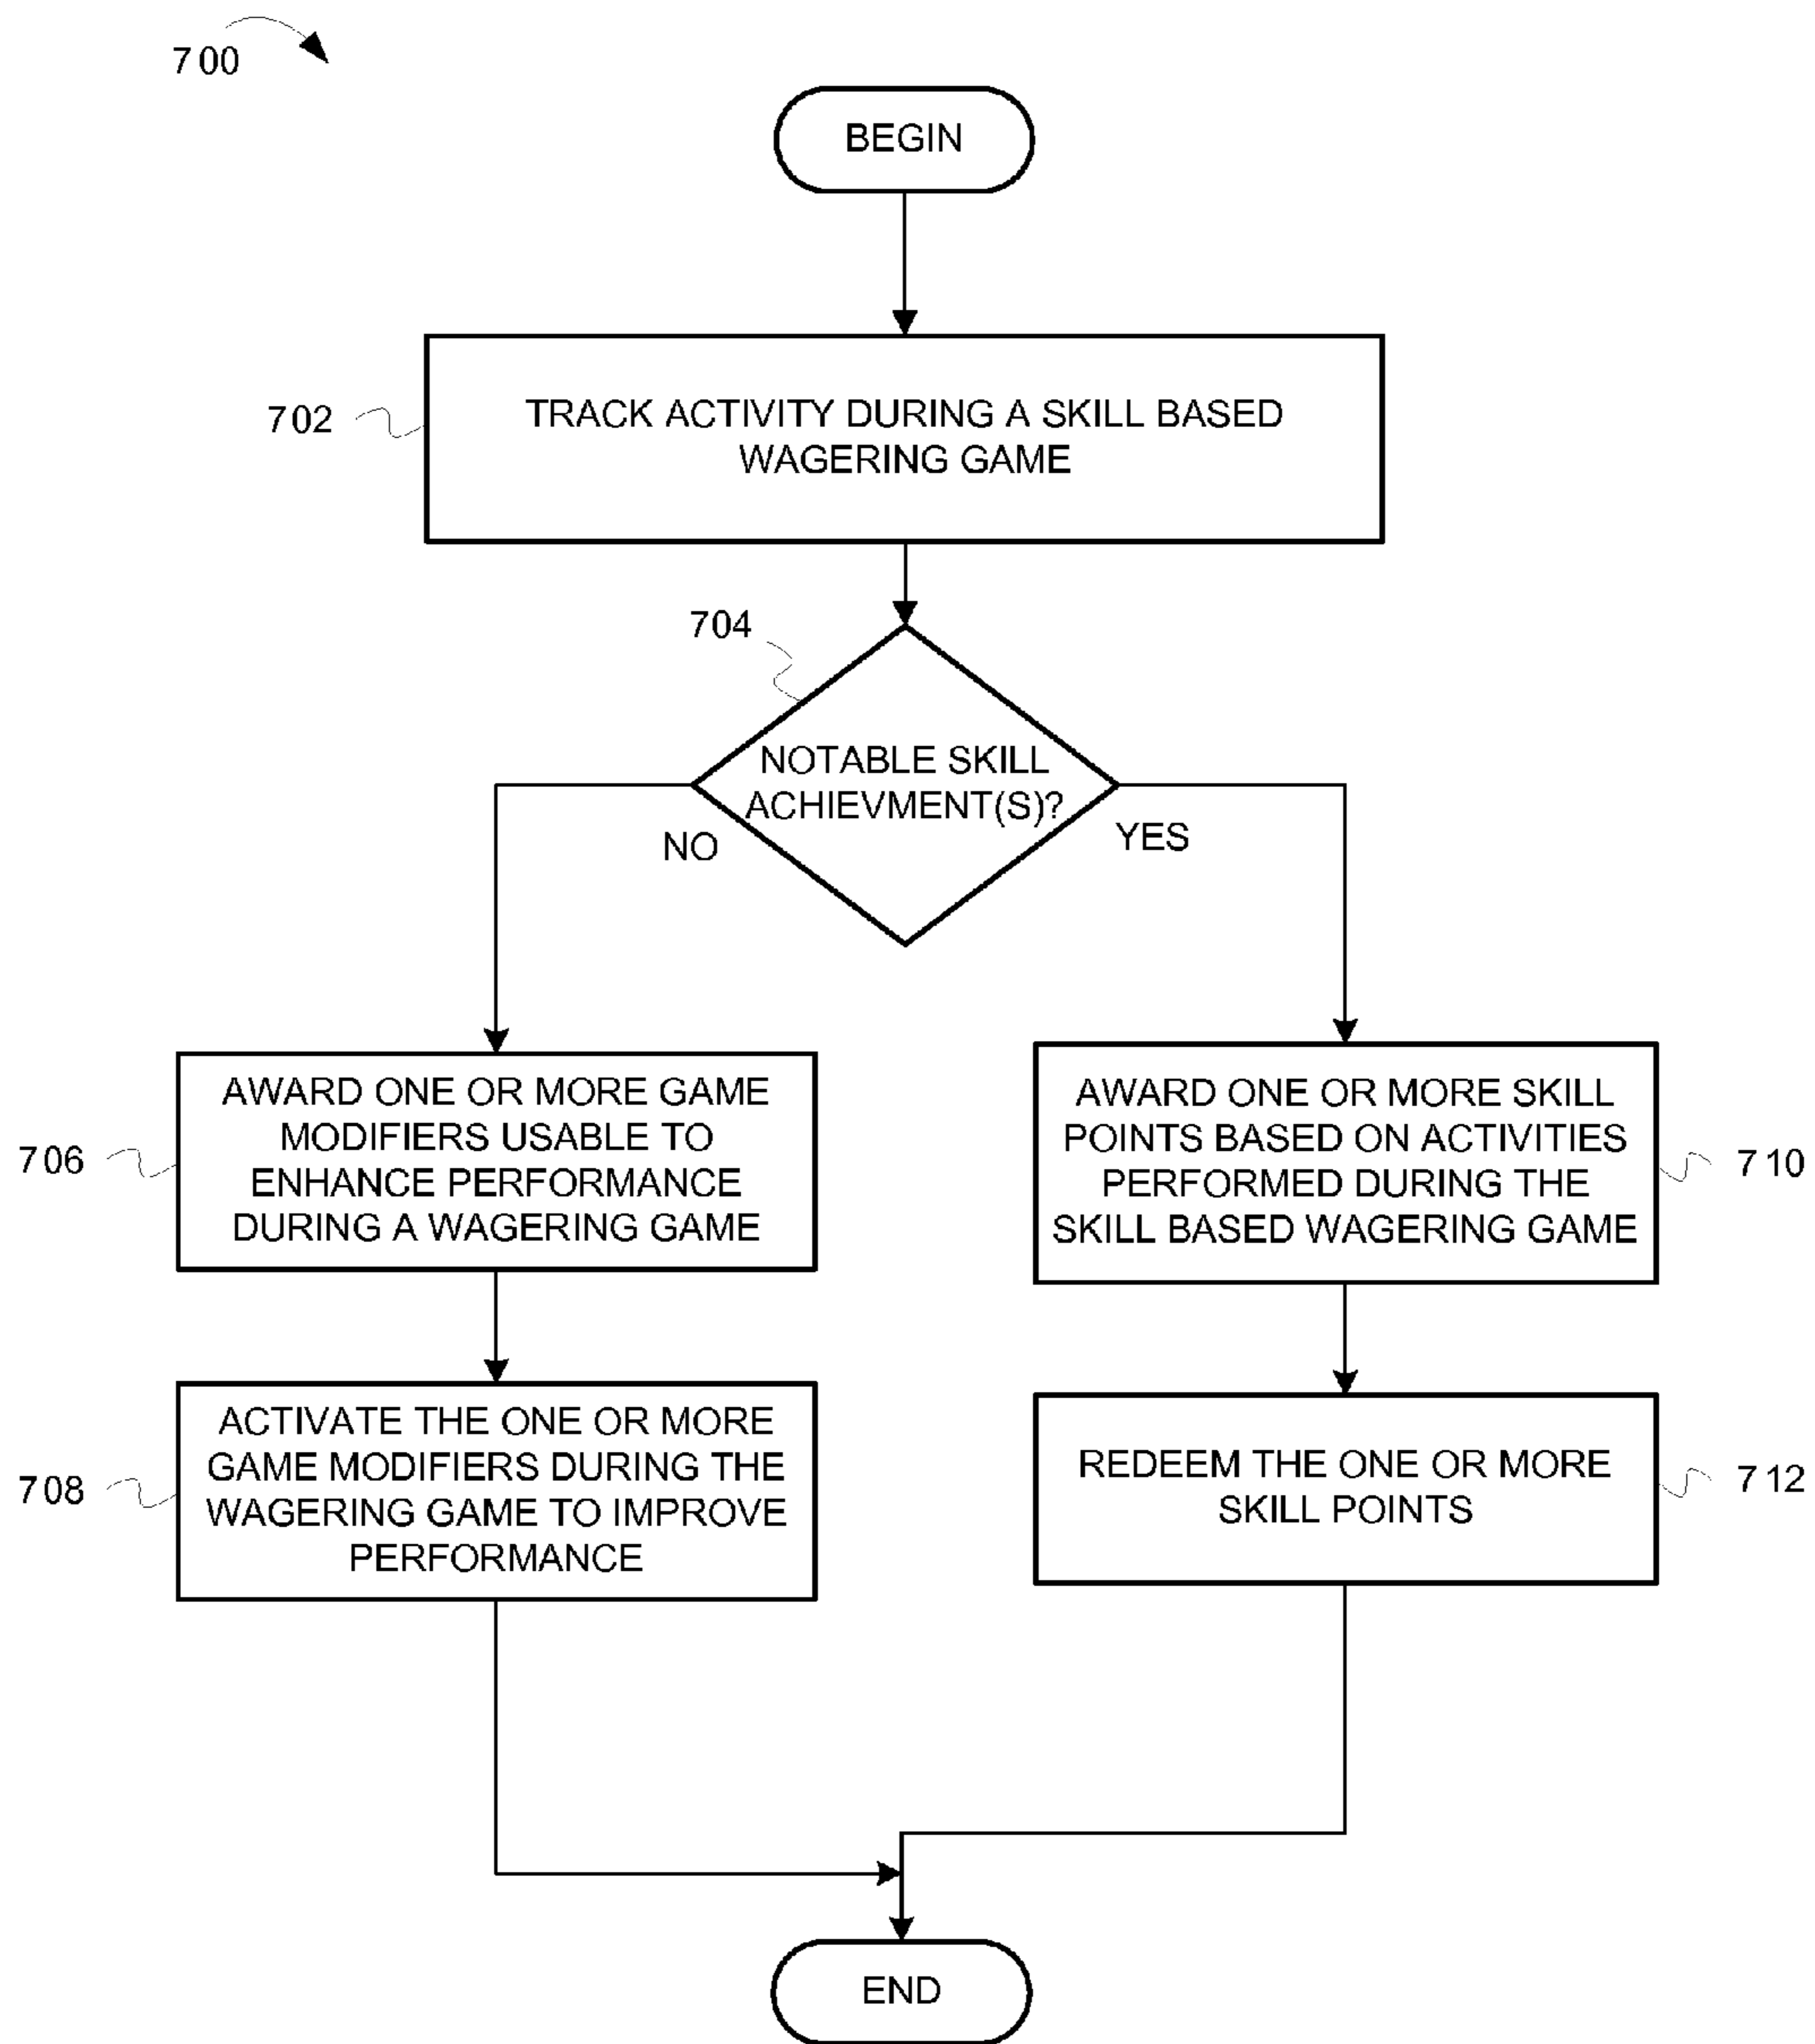 700
BEGIN
702
TRACK ACTIVITY DURING A SKILL BASED
WAGERING GAME
704
NOTABLE SKILL
ACHIEVMENT(S)?
NO
YES
706
AWARD ONE OR MORE GAME
MODIFIERS USABLE TO
ENHANCE PERFORMANCE
DURING A WAGERING GAME
AWARD ONE OR MORE SKILL
POINTS BASED ON ACTIVITIES
PERFORMED DURING THE
SKILL BASED WAGERING GAME
710
708
ACTIVATE THE ONE OR MORE
GAME MODIFIERS DURING THE
WAGERING GAME TO IMPROVE
PERFORMANCE
REDEEM THE ONE OR MORE
SKILL POINTS
712
END